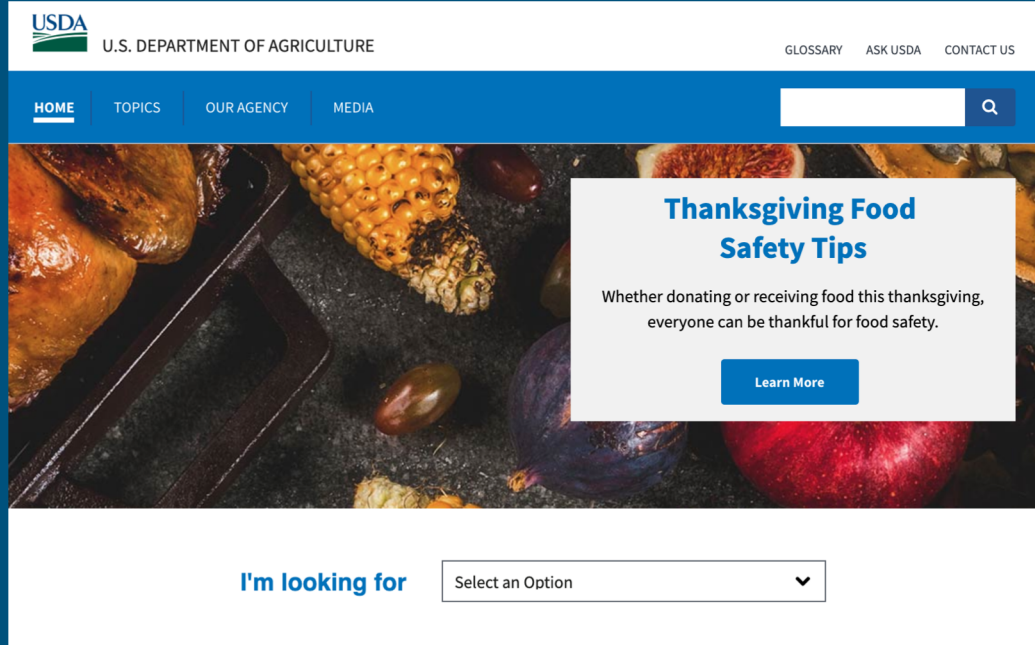 USDA
U.S. DEPARTMENT OF AGRICULTURE
GLOSSARY ASK USDA CONTACT US
HOME TOPICS OUR AGENCY MEDIA
Thanksgiving Food
Safety Tips
Whether donating or receiving food this thanksgiving,
everyone can be thankful for food safety.
Learn More
I'm looking for Select an Option